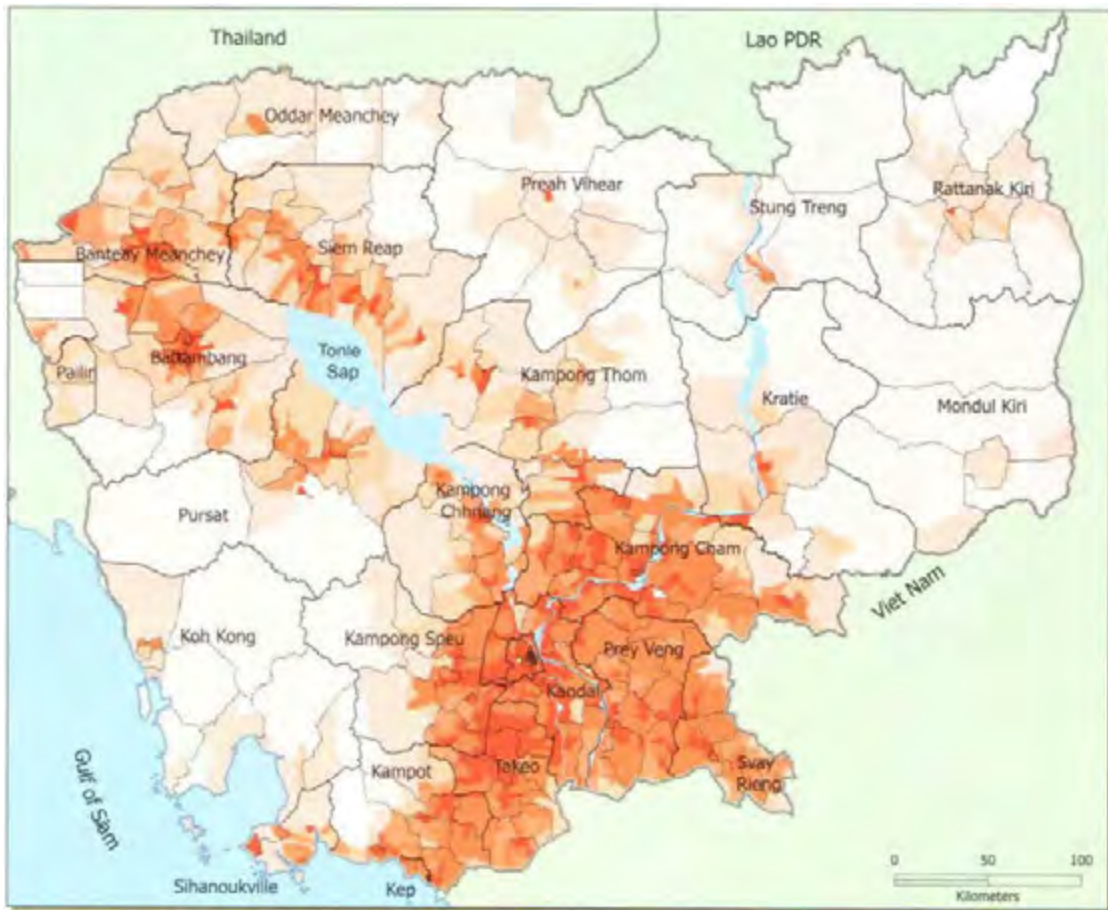 Thailand
Lao PDR
Oddar Meanchey
Preah Vihear
Rattanak Kiri
Stung Treng
Banteay Meanchey
Siem Reap
Battambang
Tonle
Sap
Pailin
Kampong Thom
Kratie
Mondul Kiri
Kampong
Chhnang
Pursat
Kampong Cham
Viet Nam
Koh Kong
Kampong Speu
Prey Veng
Kandal
Gulf of Siam
Kampot
Takeo
Svay
Rieng
0 50 100
Kilometers
Sihanoukville
Kep